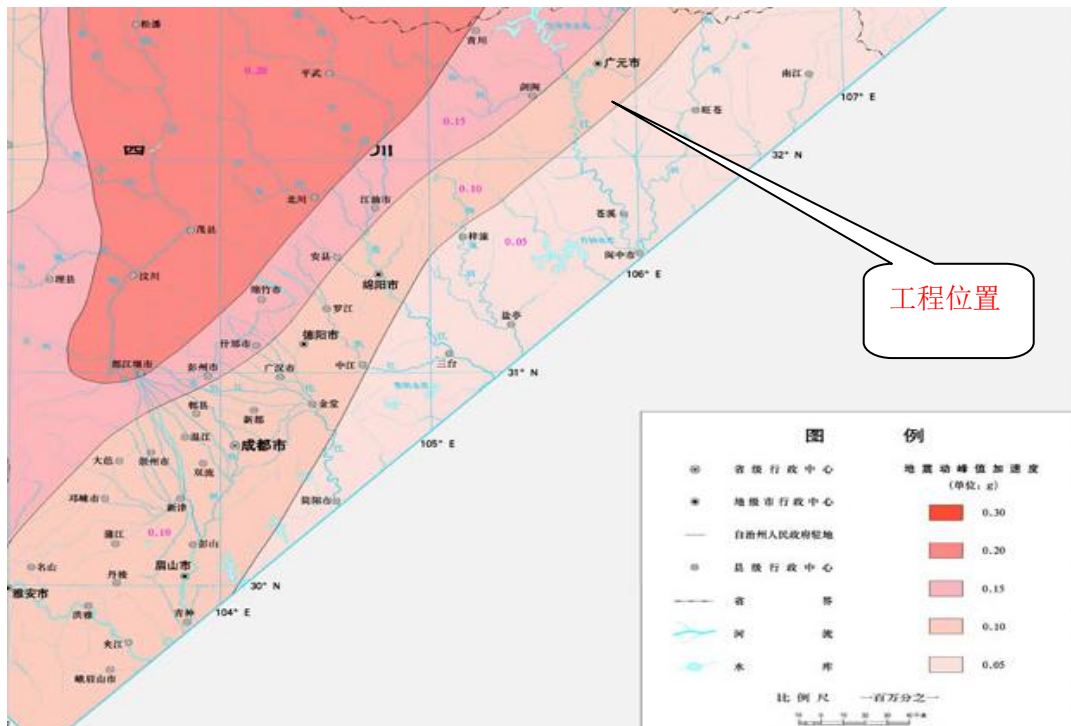 松潘
青川
0.20
平武
广元市
南江
剑阁
107° E
旺苍
0.15
四
川
32° N
0.10
北川
江油市
苍溪
茂县
梓潼
0.05
阆中市
安县
106° E
理县
汶川
绵阳市
工程位置
绵竹市
罗江
盐亭
德阳市
什邡市
都江堰市
彭州市
广汉市
中江
三台
31° N
郫县
新都
金堂
温江
成都市
105° E
大邑
崇州市
双流
邛崃市
新津
简阳市
0.10
蒲江
彭山
名山
丹棱
眉山市
30° N
雅安市
104° E
洪雅
青神
夹江
峨眉山市
图 例
省级行政中心
地级市行政中心
自治州人民政府驻地
县级行政中心
省 界
河 流
水 库
地震动峰值加速度
(单位: g)
0.30
0.20
0.15
0.10
0.05
比例尺 一百万分之一